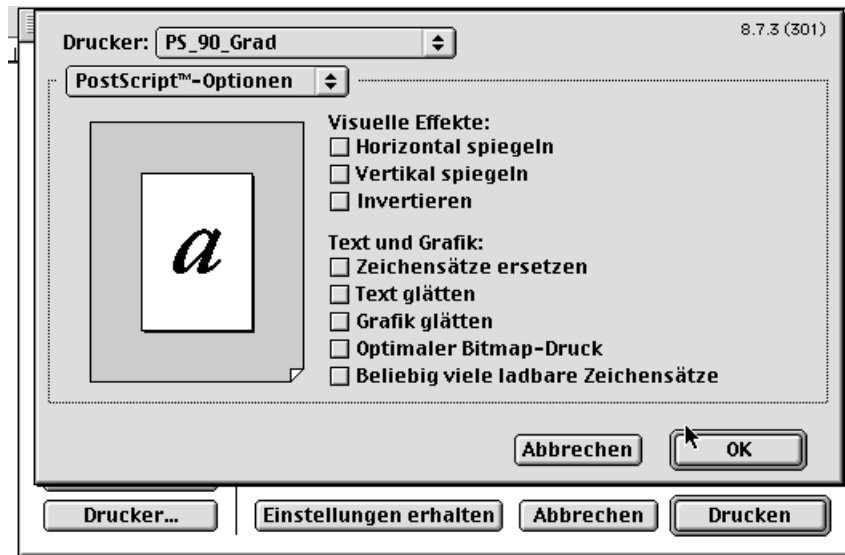 8.7.3 (301)
Drucker: PS_90_Grad
PostScript™-Optionen
Visuelle Effekte:
Horizontal spiegeln
Vertikal spiegeln
Invertieren
a
Text und Grafik:
Zeichensätze ersetzen
Text glätten
Grafik glätten
Optimaler Bitmap-Druck
Beliebig viele ladbare Zeichensätze
Abbrechen OK
Drucker... Einstellungen erhalten Abbrechen Drucken